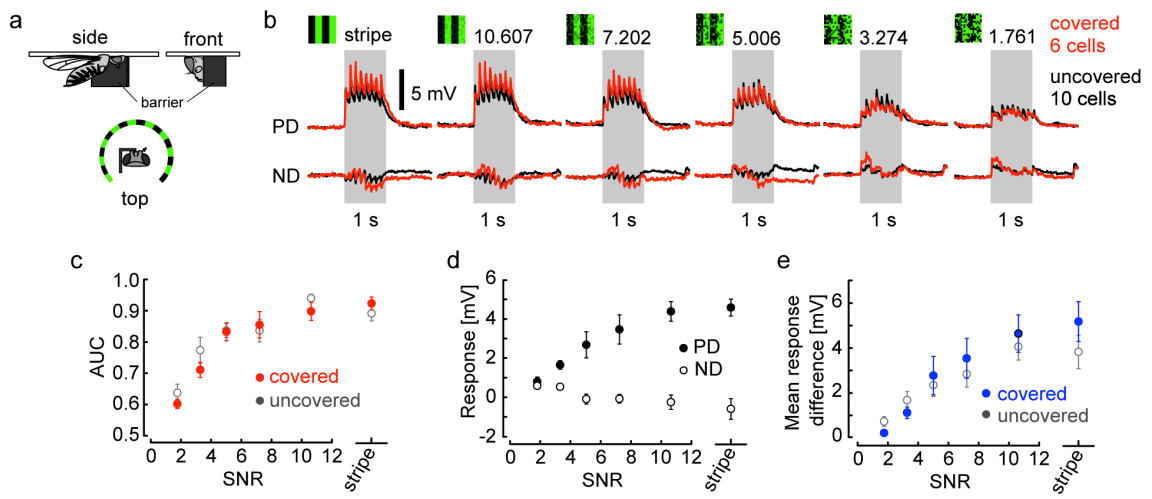 a
side
front
barrier
top
b
stripe
10.607
7.202
5.006
3.274
1.761
covered
6 cells
uncovered
10 cells
5 mV
PD
ND
1 s
1 s
1 s
1 s
1 s
1 s
c
AUC
1.0
0.9
0.8
0.7
0.6
0.5
covered
uncovered
0 2 4 6 8 10 12 stripe
SNR
d
Response [mV]
6
4
2
0
-2
PD
ND
0 2 4 6 8 10 12 stripe
SNR
e
Mean response
difference [mV]
6
4
2
0
covered
uncovered
0 2 4 6 8 10 12 stripe
SNR